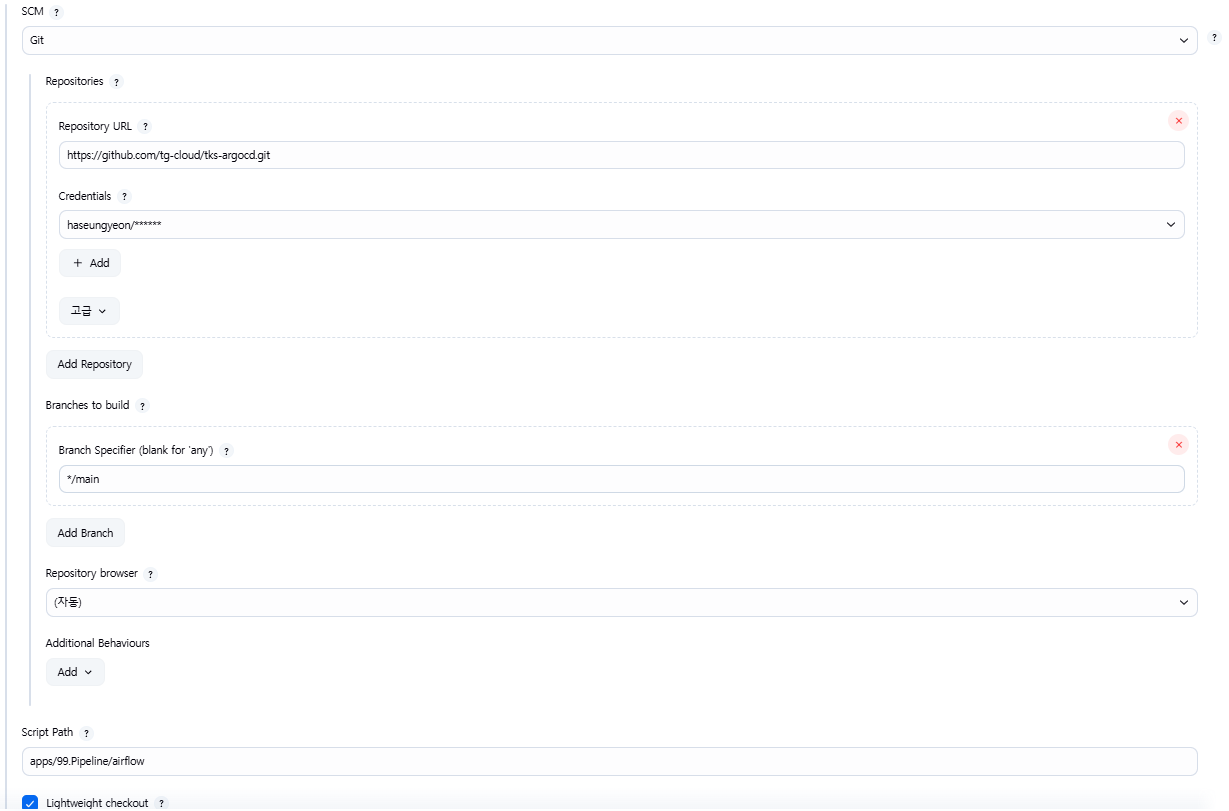 SCM ?
Git
?
Repositories ?
Repository URL ?
https://github.com/tg-cloud/tks-argocd.git
Credentials ?
haseungyeon/******
+ Add
고급
Add Repository
Branches to build ?
Branch Specifier (blank for 'any') ?
*/main
Add Branch
Repository browser ?
(자동)
Additional Behaviours
Add
Script Path ?
apps/99.Pipeline/airflow
Lightweight checkout ?